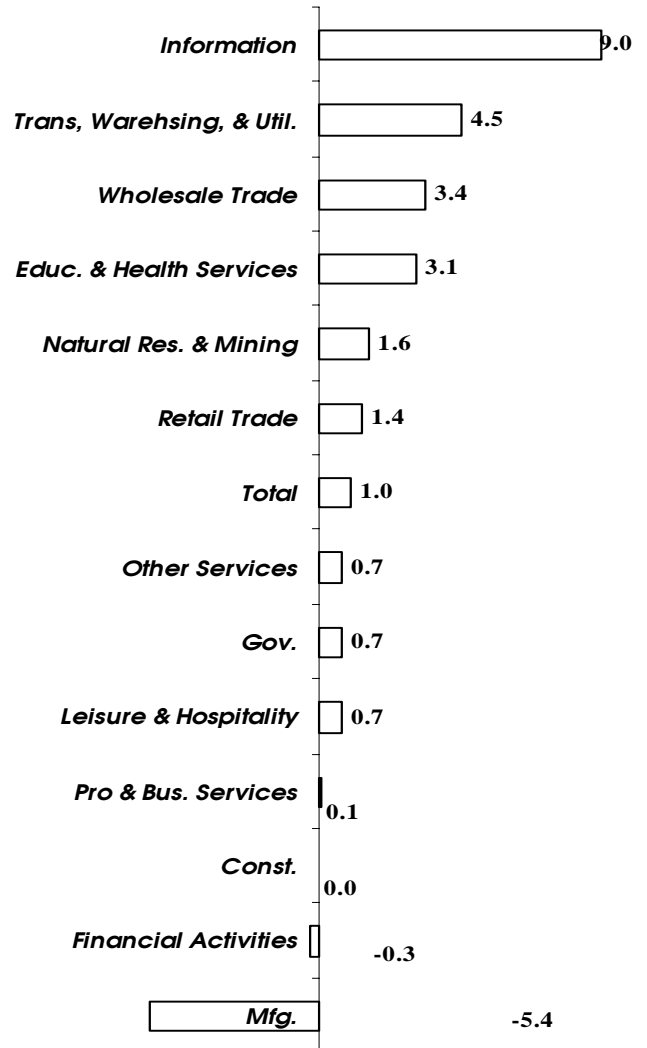 Information 9.0
Trans, Warehsing, & Util. 4.5
Wholesale Trade 3.4
Educ. & Health Services 3.1
Natural Res. & Mining 1.6
Retail Trade 1.4
Total 1.0
Other Services 0.7
Gov. 0.7
Leisure & Hospitality 0.7
Pro & Bus. Services 0.1
Const. 0.0
Financial Activities -0.3
Mfg. -5.4